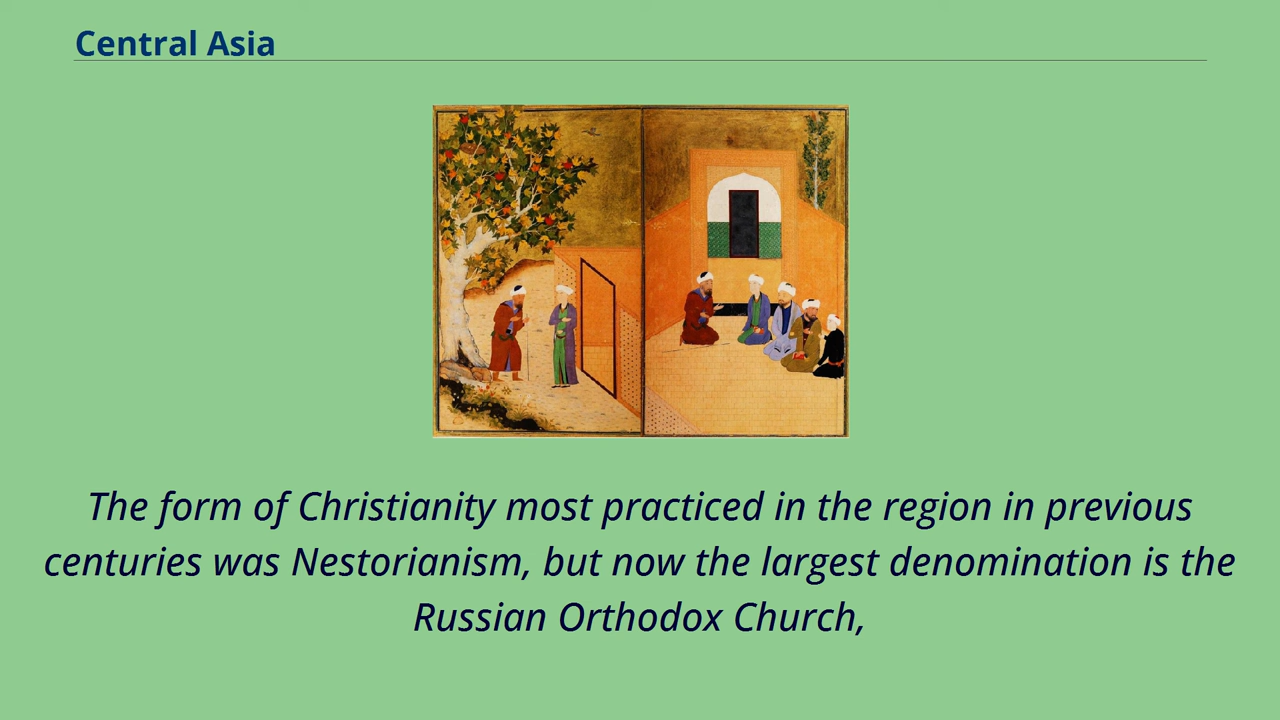 Central Asia
The form of Christianity most practiced in the region in previous
centuries was Nestorianism, but now the largest denomination is the
Russian Orthodox Church,